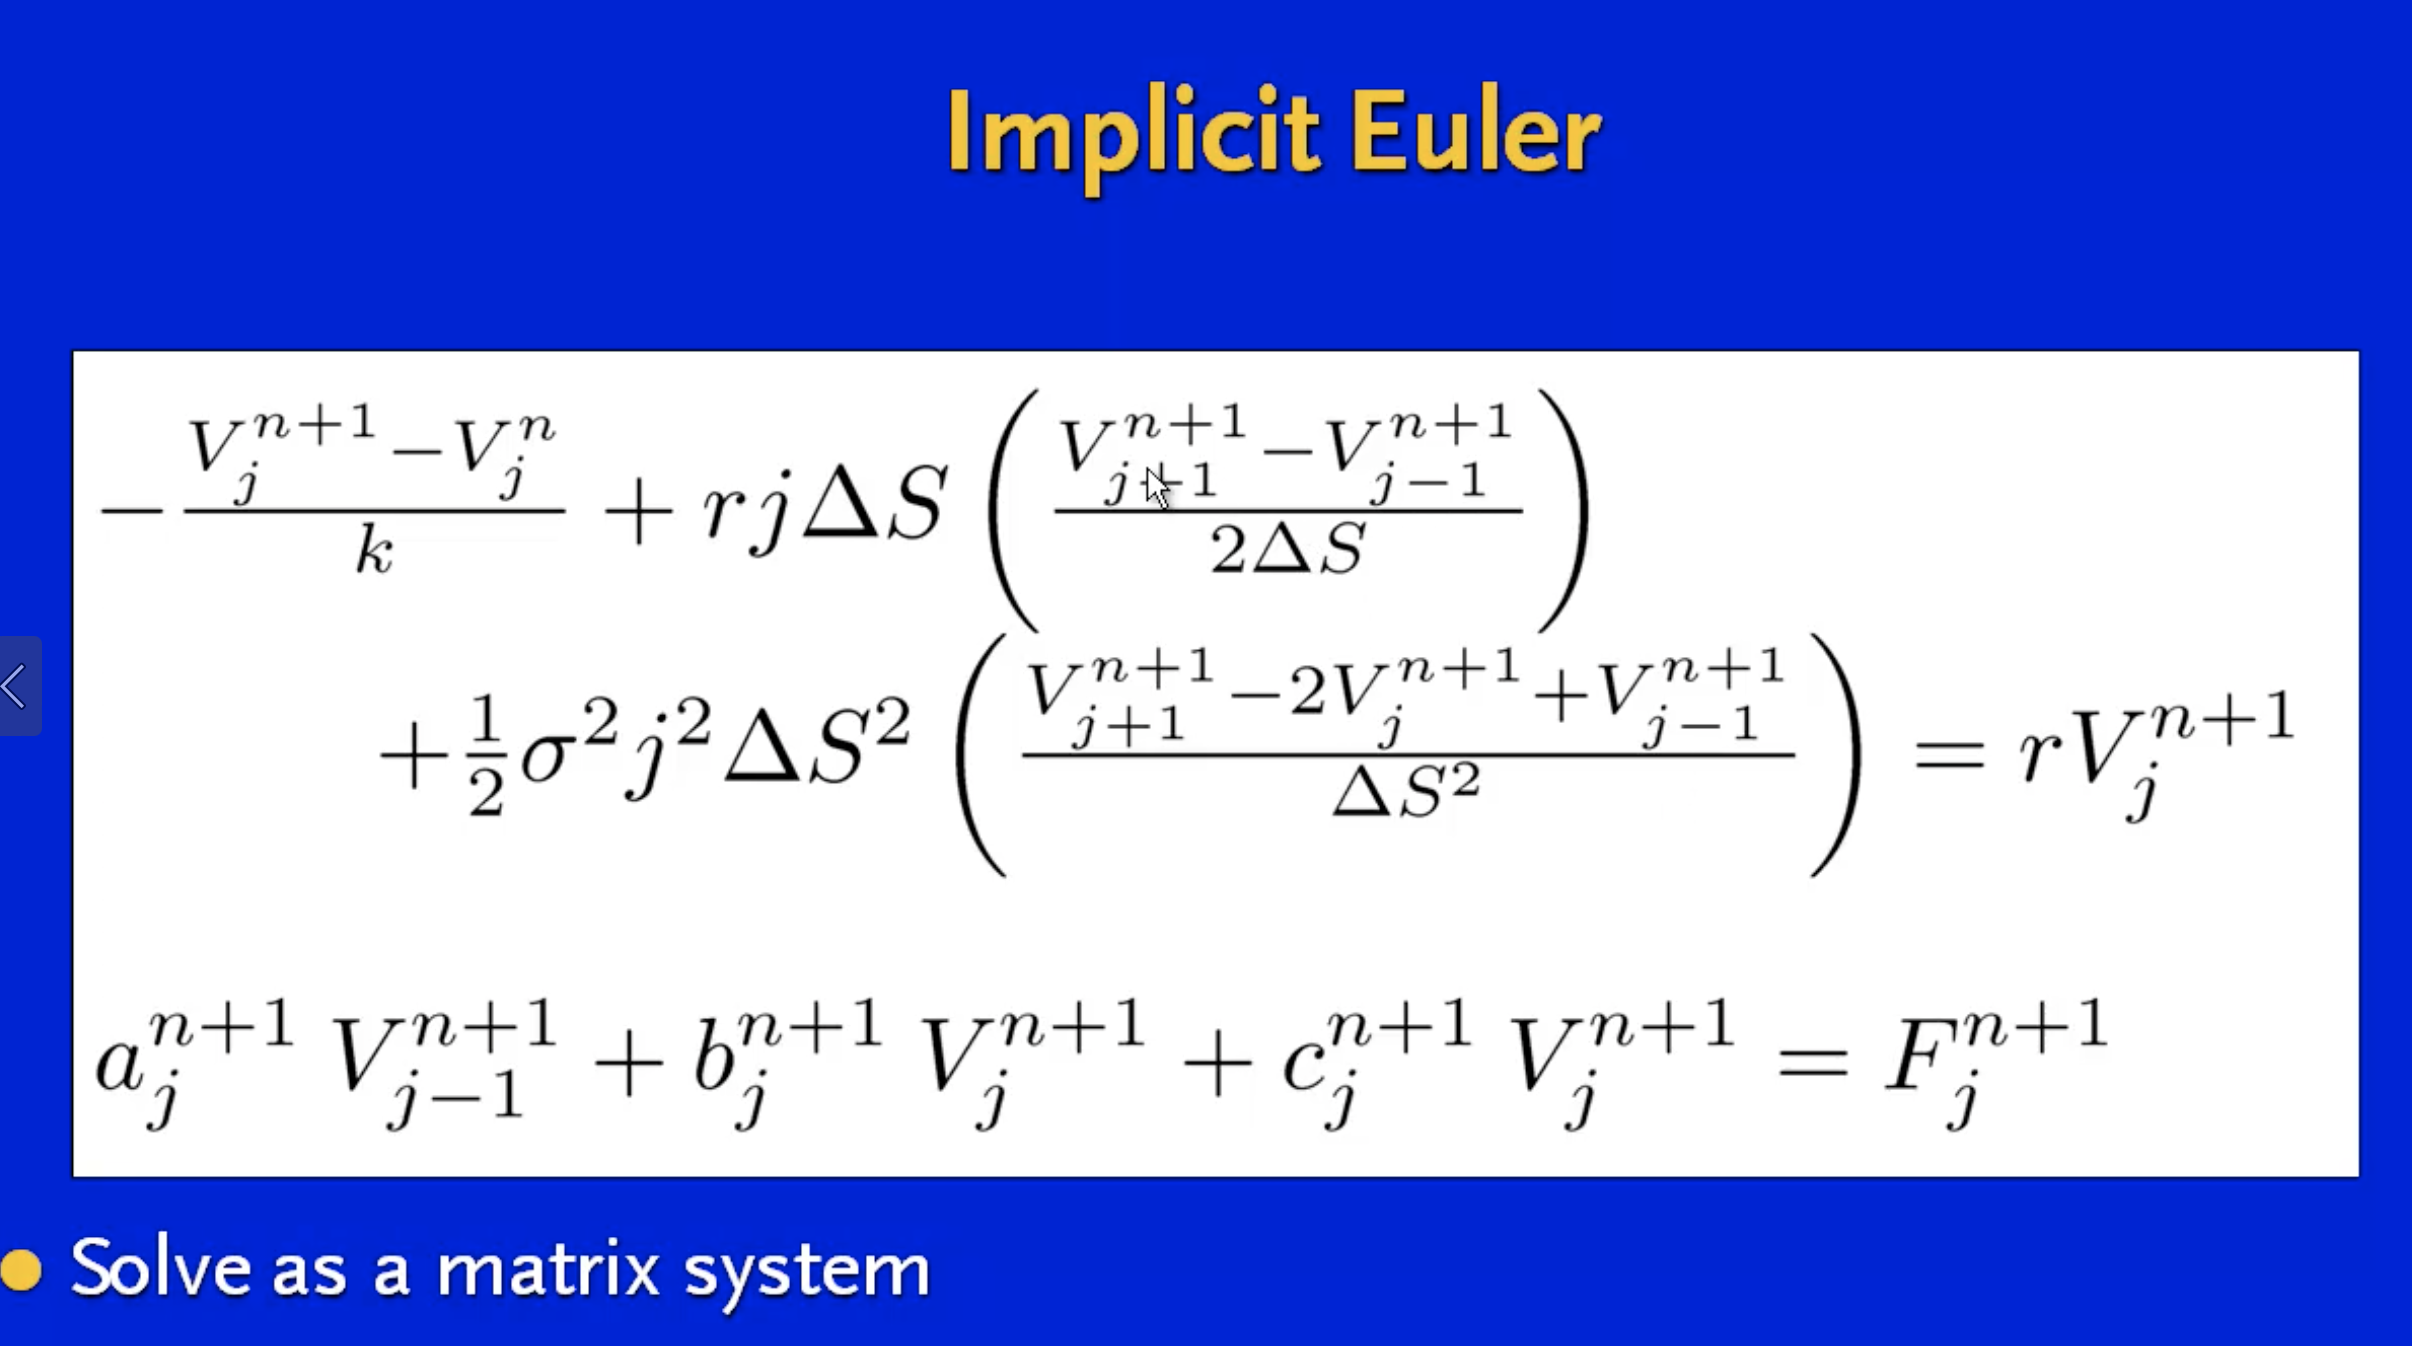 Implicit Euler
$-\frac{V_j^{n+1}-V_j^n}{k} + rj\Delta S \left( \frac{V_{j+1}^{n+1}-V_{j-1}^{n+1}}{2\Delta S} \right)$
$+\frac{1}{2}\sigma^2 j^2 \Delta S^2 \left( \frac{V_{j+1}^{n+1}-2V_j^{n+1}+V_{j-1}^{n+1}}{\Delta S^2} \right) = rV_j^{n+1}$
$a_j^{n+1} V_{j-1}^{n+1} + b_j^{n+1} V_j^{n+1} + c_j^{n+1} V_j^{n+1} = F_j^{n+1}$
Solve as a matrix system